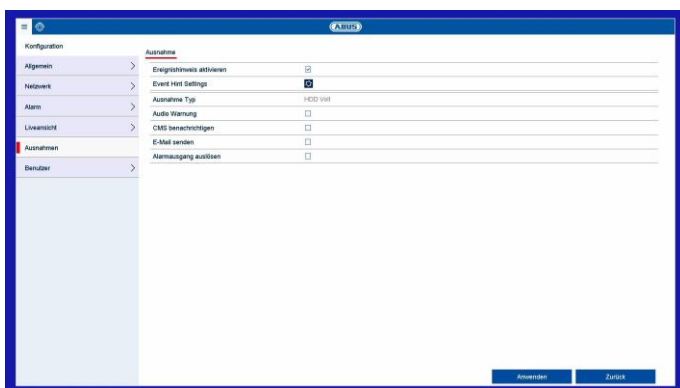 ABUS
Konfiguration
Allgemein
Netzwerk
Alarm
Liveansicht
Ausnahmen
Benutzer
Ausnahme
Ereignishinweis aktivieren
Event Hint Settings
Ausnahme Typ HDD Voll
Audio Warnung
CMS benachrichtigen
E-Mail senden
Alarmausgang auslösen
Anwenden Zurück